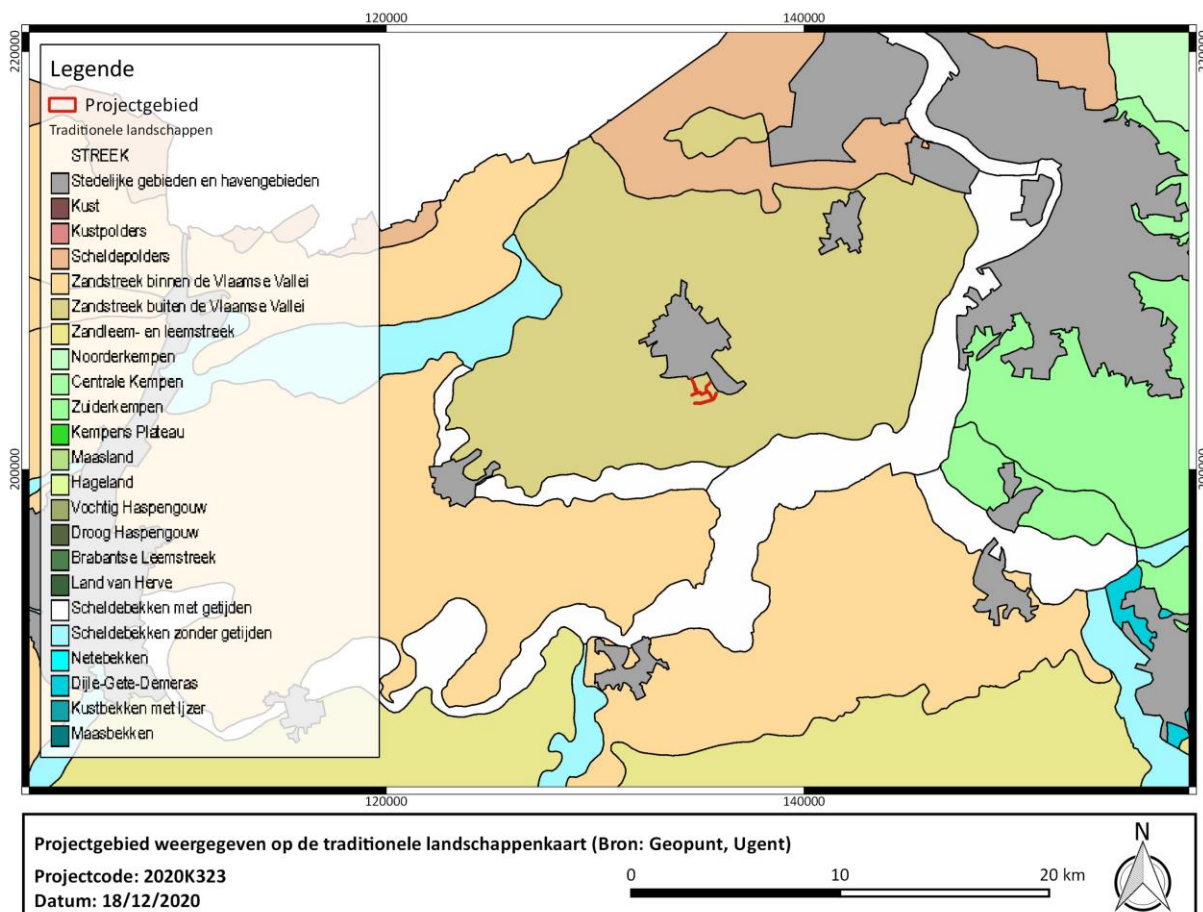 120000
140000
220000
220000
Legende
Projectgebied
Traditionele landschappen
STREEK
Stedelijke gebieden en havengebieden
Kust
Kustpolders
Scheldepolders
Zandstreek binnen de Vlaamse Vallei
Zandstreek buiten de Vlaamse Vallei
Zandleem- en leemstreek
Noorderkempen
Centrale Kempen
Zuiderkempen
Kempens Plateau
Maasland
Hageland
Vochtig Haspengouw
Droog Haspengouw
Brabantse Leemstreek
Land van Herve
Scheldebekken met getijden
Scheldebekken zonder getijden
Netebekken
Dijle-Gete-Demeras
Kustbekken met Ijzer
Maasbekken
200000
200000
120000
140000
Projectgebied weergegeven op de traditionele landschappenkaart (Bron: Geopunt, Ugent)
Projectcode: 2020K323
Datum: 18/12/2020
0 10 20 km
N